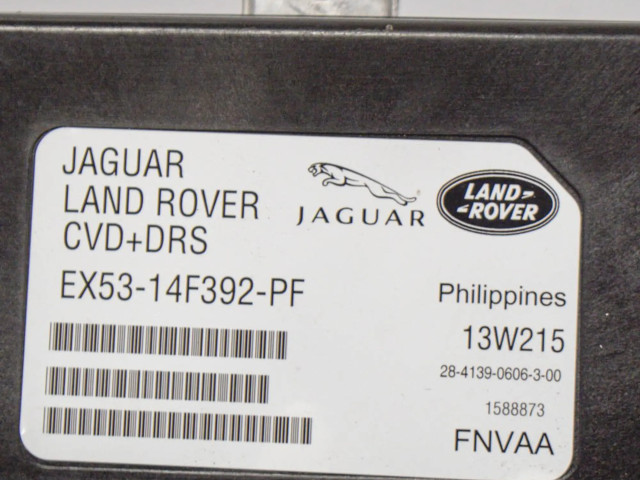 JAGUAR
LAND ROVER
CVD+DRS
EX53-14F392-PF
JAGUAR
LAND-
-ROVER
Philippines
13W215
28-4139-0606-3-00
1588873
FNVAA